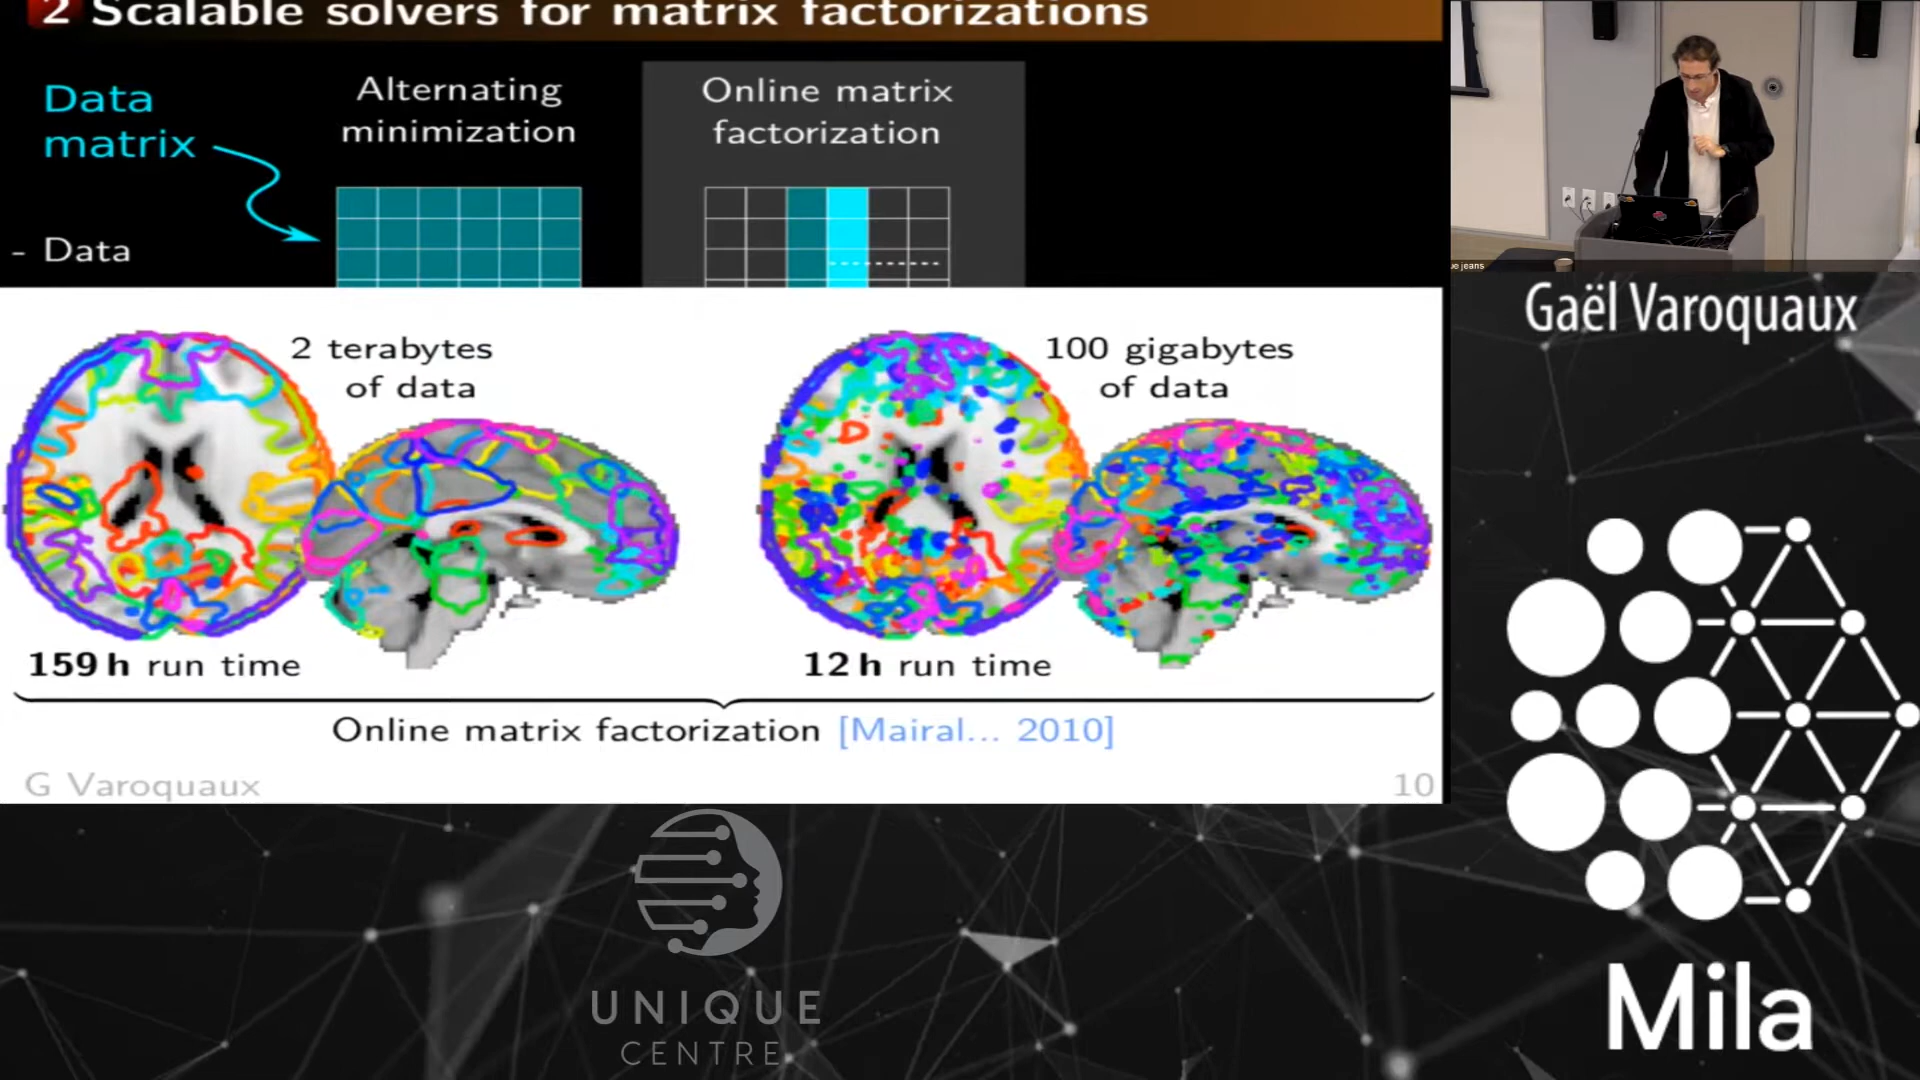 2 Scalable solvers for matrix factorizations
Data
matrix
Alternating
minimization
Online matrix
factorization
- Data
2 terabytes
of data
100 gigabytes
of data
159 h run time
12 h run time
Online matrix factorization [Mairal... 2010]
G Varoquaux
10
ue jeans
Gaël Varoquaux
UNIQUE
CENTRE
Mila